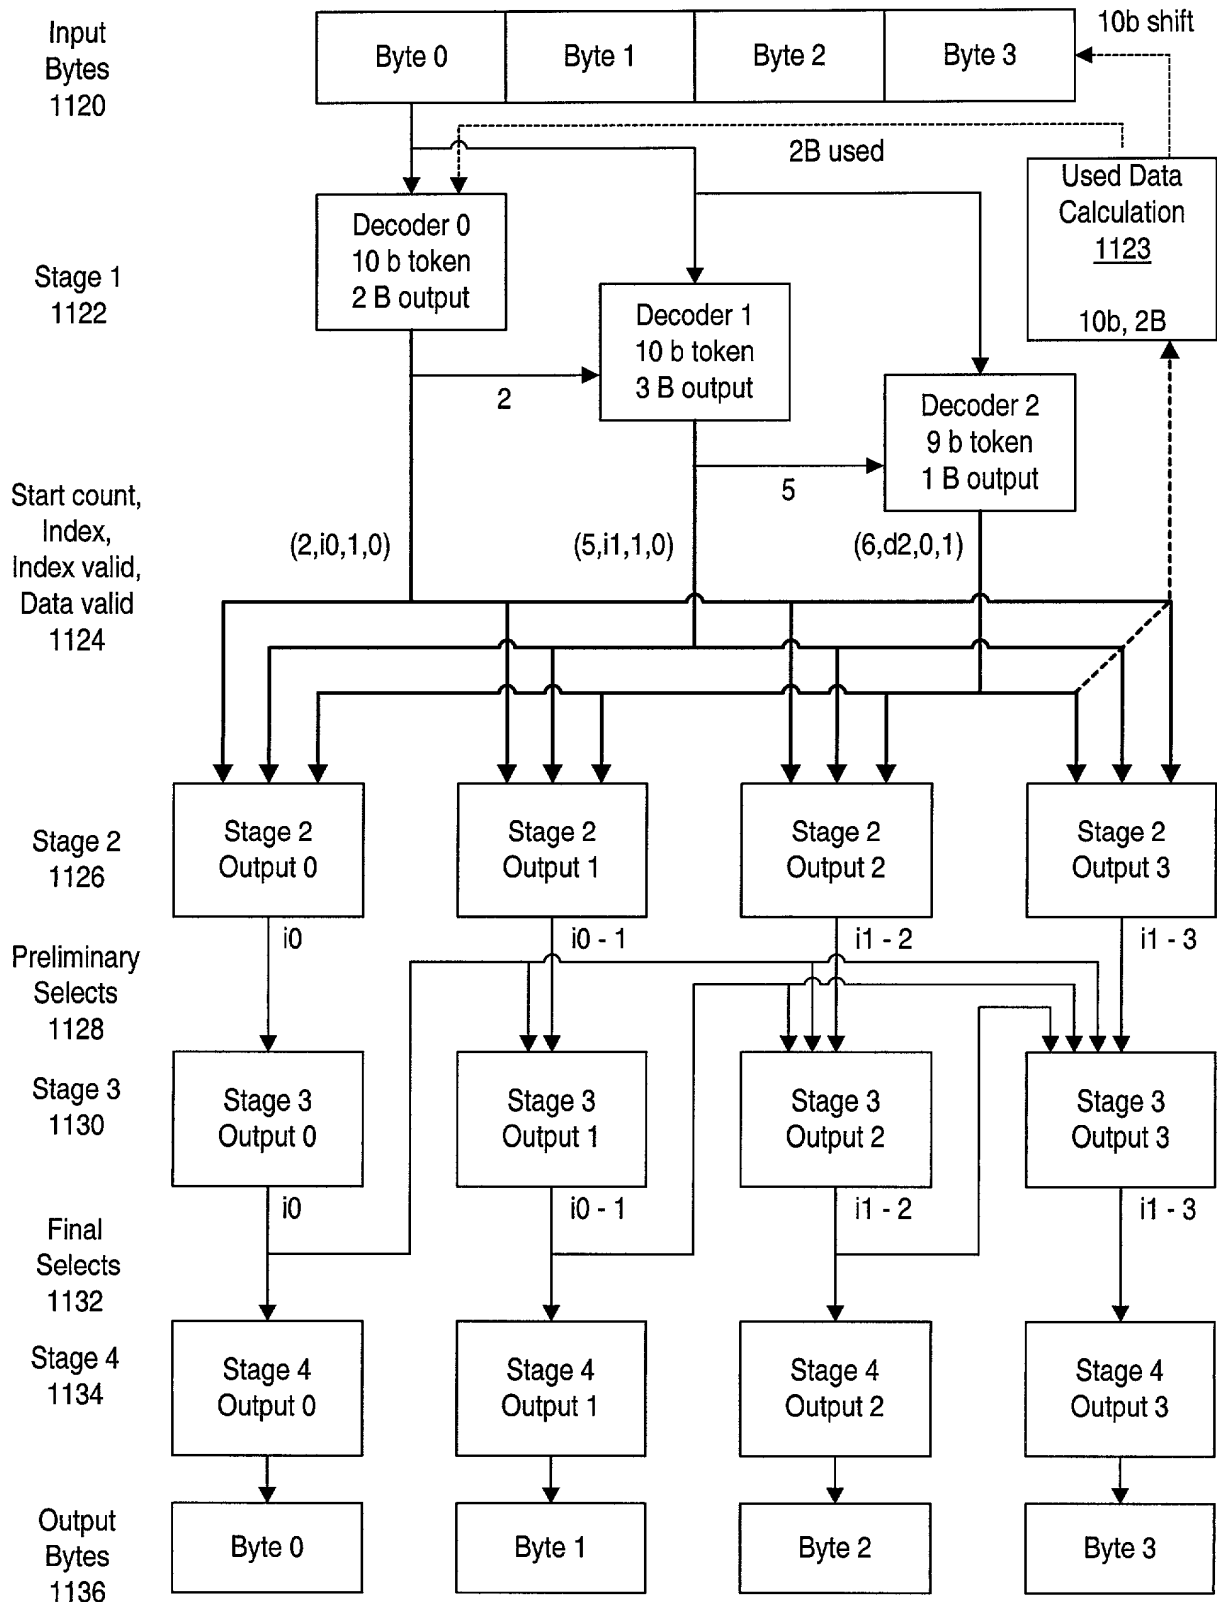 Input
Bytes
1120
Byte 0
Byte 1
Byte 2
Byte 3
10b shift
2B used
Used Data
Calculation
1123
10b, 2B
Stage 1
1122
Decoder 0
10 b token
2 B output
2
Decoder 1
10 b token
3 B output
5
Decoder 2
9 b token
1 B output
Start count,
Index,
Index valid,
Data valid
1124
(2,i0,1,0)
(5,i1,1,0)
(6,d2,0,1)
Stage 2
1126
Stage 2
Output 0
Stage 2
Output 1
Stage 2
Output 2
Stage 2
Output 3
i0
i0 - 1
i1 - 2
i1 - 3
Preliminary
Selects
1128
Stage 3
1130
Stage 3
Output 0
Stage 3
Output 1
Stage 3
Output 2
Stage 3
Output 3
i0
i0 - 1
i1 - 2
i1 - 3
Final
Selects
1132
Stage 4
1134
Stage 4
Output 0
Stage 4
Output 1
Stage 4
Output 2
Stage 4
Output 3
Output
Bytes
1136
Byte 0
Byte 1
Byte 2
Byte 3